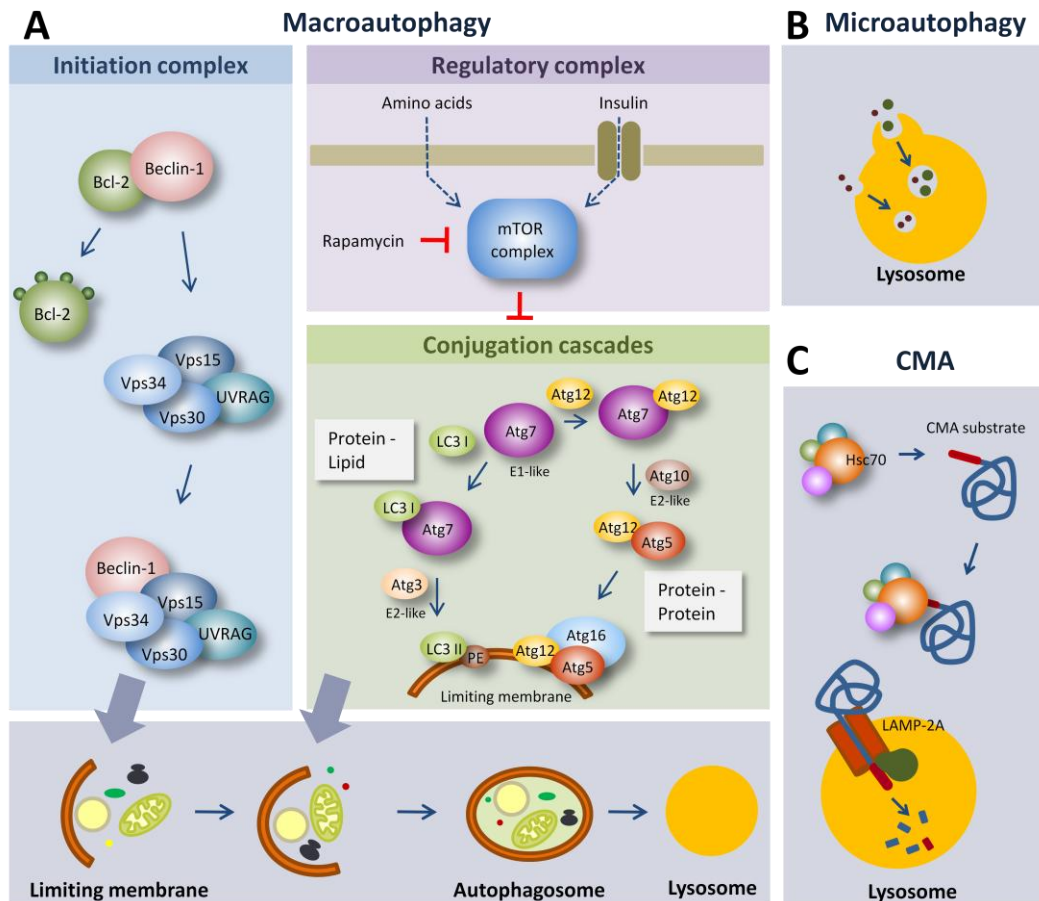 A
Macroautophagy
Initiation complex
Bcl-2
Beclin-1
Bcl-2
Vps15
Vps34
UVRAG
Vps30
Beclin-1
Vps15
Vps34
UVRAG
Vps30
Regulatory complex
Amino acids
Insulin
Rapamycin
mTOR
complex
Conjugation cascades
Atg12
Atg12
Atg7
Atg7
LC3 I
E1-like
Protein -
Lipid
LC3 I
Atg7
Atg10
E2-like
Atg12
Atg5
Atg3
E2-like
Protein -
Protein
LC3 II
PE
Atg12
Atg16
Atg5
Limiting membrane
Limiting membrane
Autophagosome
Lysosome
B
Microautophagy
Lysosome
C
CMA
Hsc70
CMA substrate
LAMP-2A
Lysosome